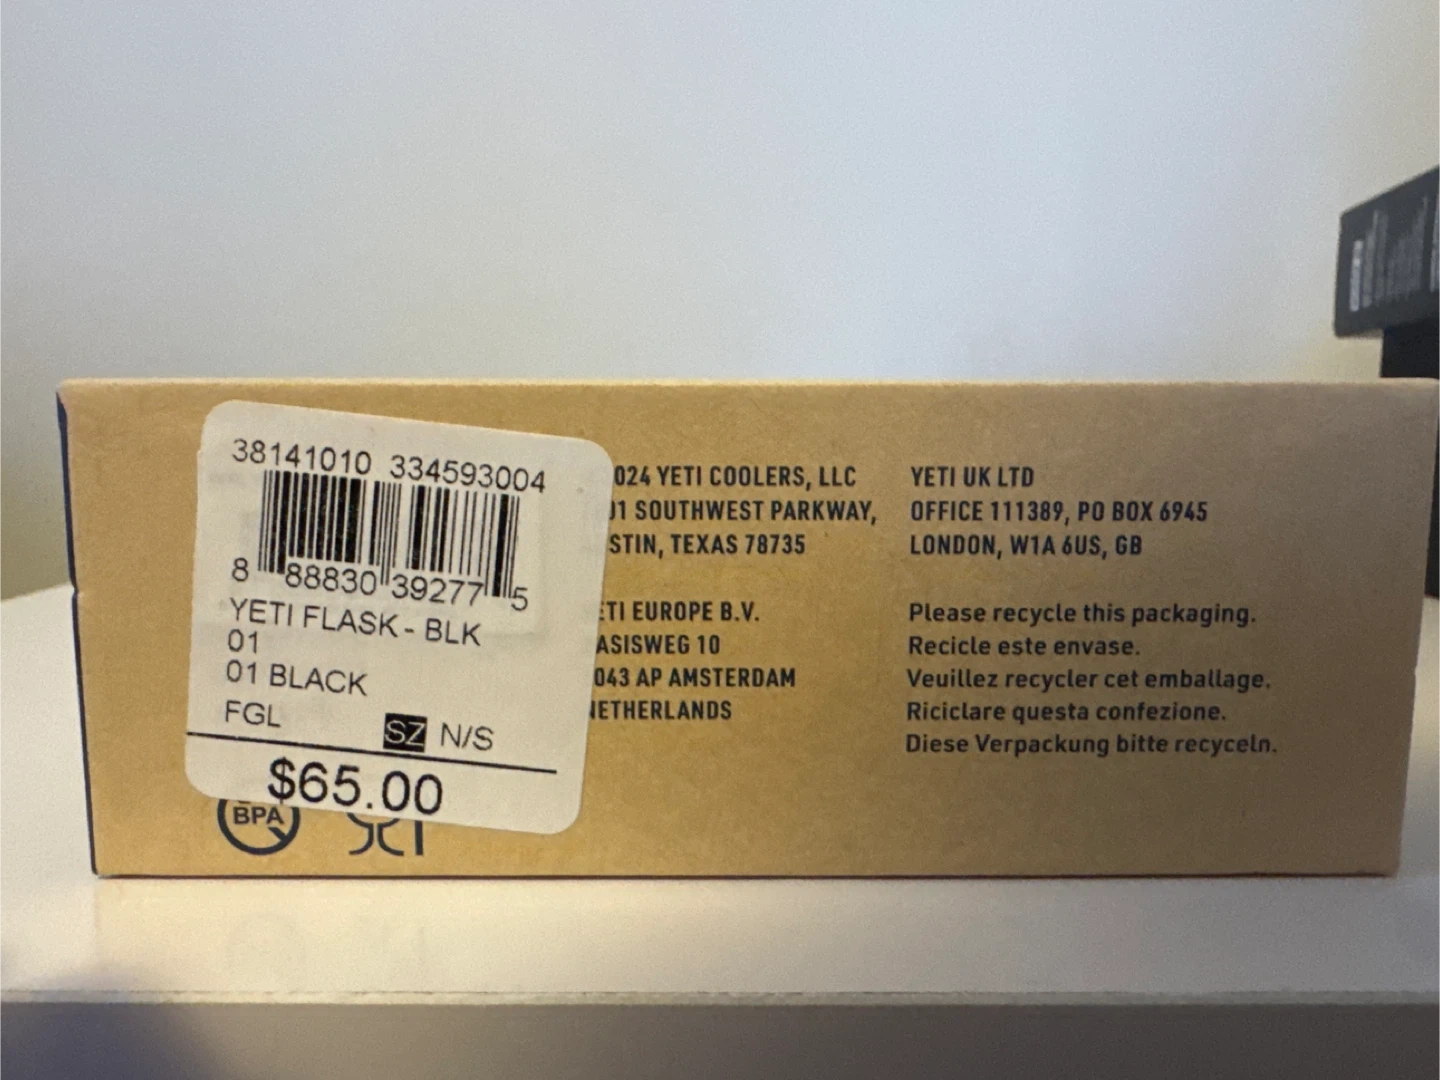 38141010 334593004
8 88830 39277 5
YETI FLASK - BLK
01
01 BLACK
FGL SZ N/S
$65.00
BPA
024 YETI COOLERS, LLC
01 SOUTHWEST PARKWAY,
STIN, TEXAS 78735
ETI EUROPE B.V.
ASISWEG 10
043 AP AMSTERDAM
NETHERLANDS
YETI UK LTD
OFFICE 111389, PO BOX 6945
LONDON, W1A 6US, GB
Please recycle this packaging.
Recicle este envase.
Veuillez recycler cet emballage.
Riciclare questa confezione.
Diese Verpackung bitte recyceln.